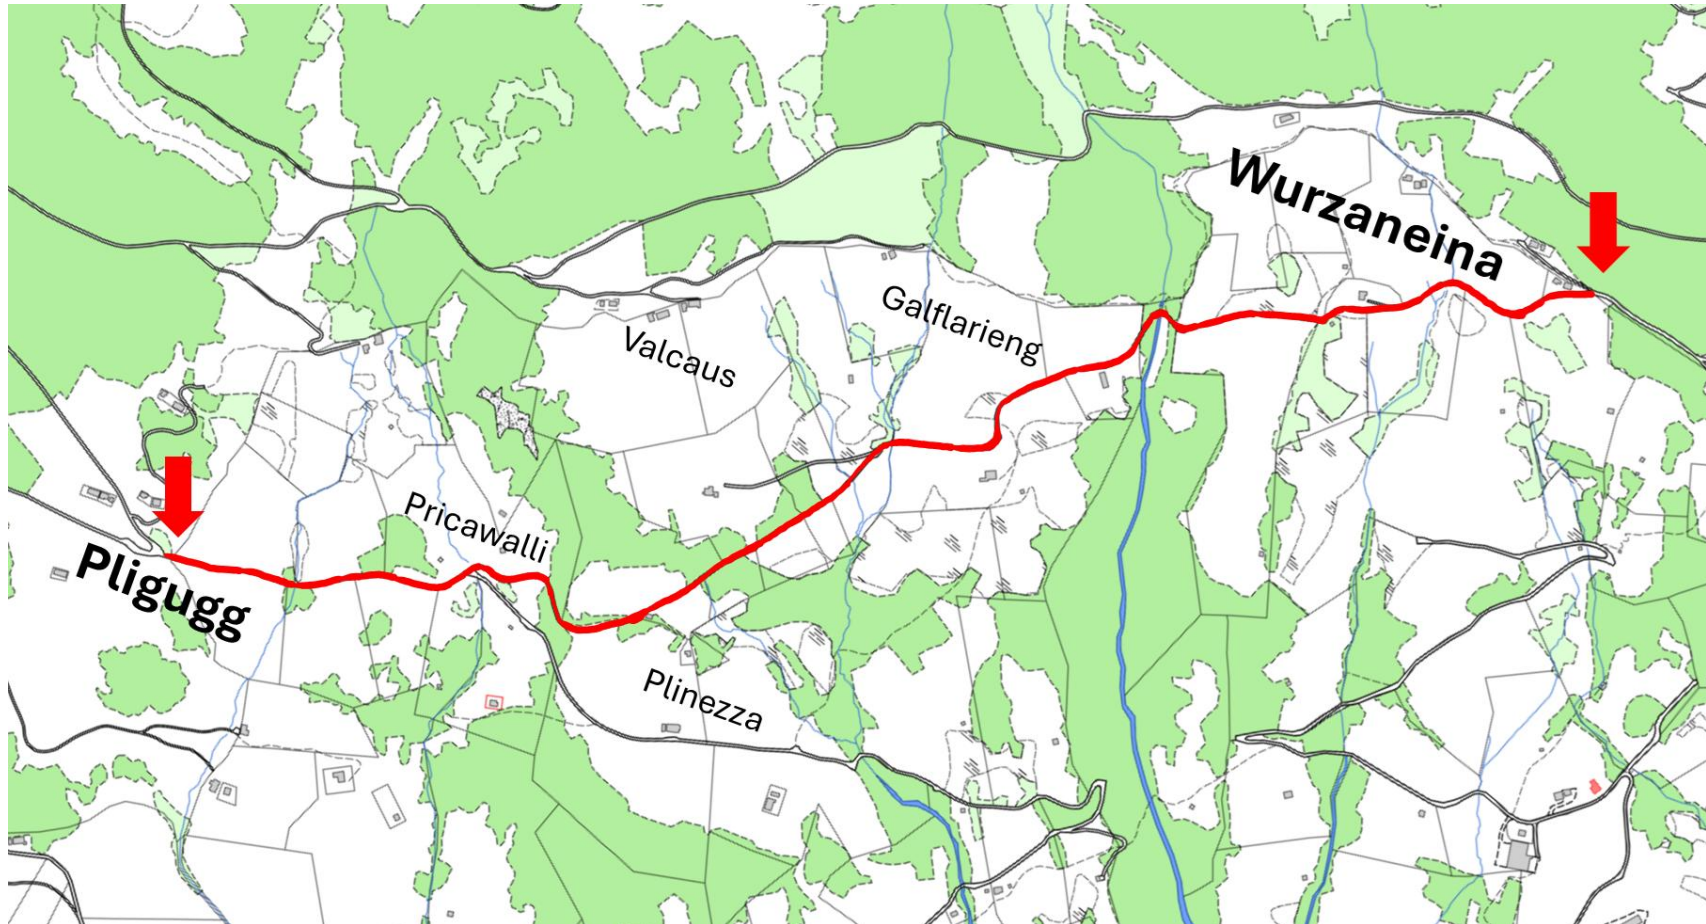 Wurzaneina
Galflarieng
Valcaus
Pricawalli
Pligugg
Plinezza